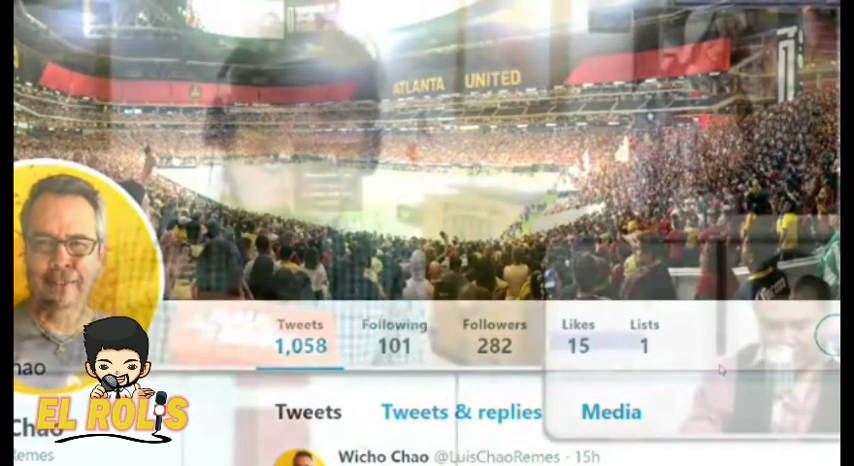 ATLANTA UNITED
Tweets Following Followers Likes Lists
1,058 101 282 15 1
hao
Tweets Tweets & replies Media
EL ROLIS
Chao
Remes
Wicho Chao @LuisChaoRemes · 15h